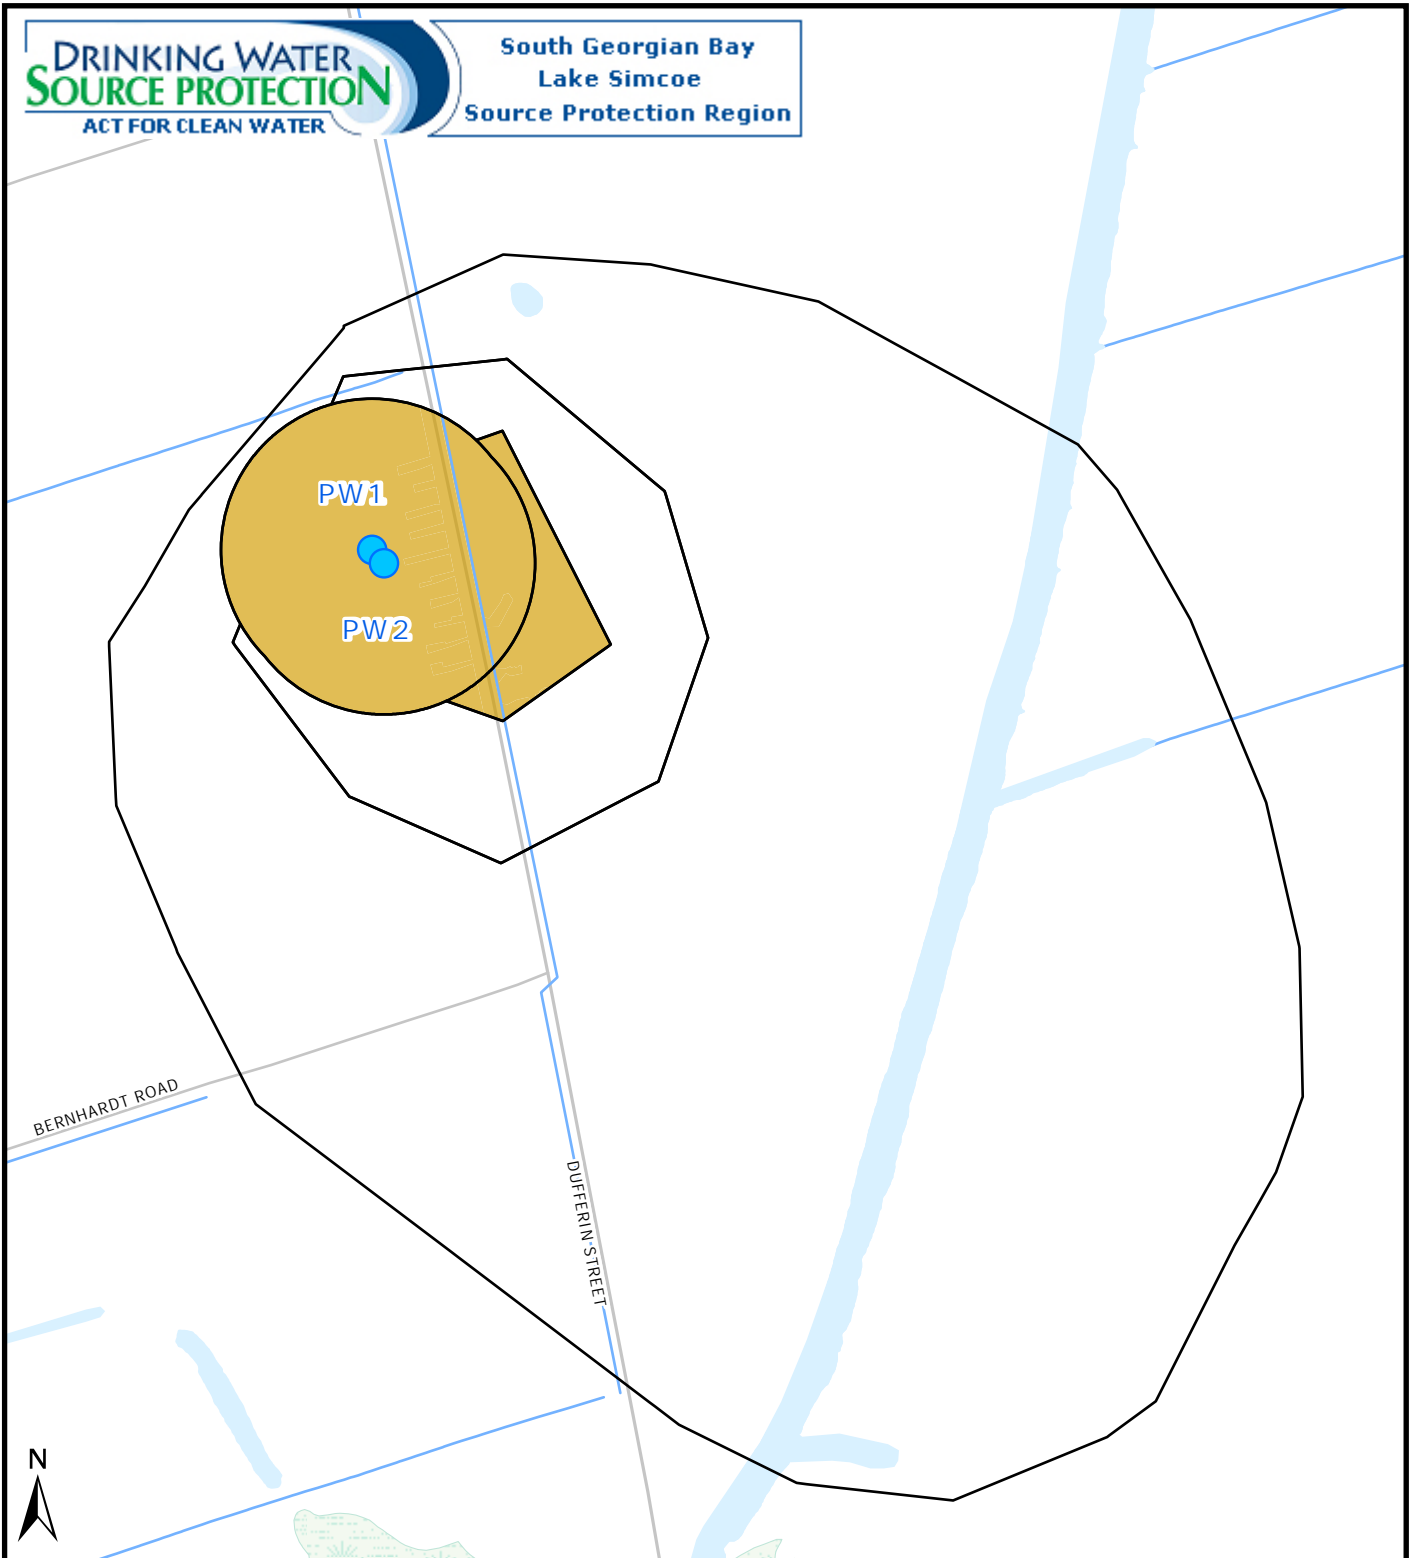 DRINKING WATER
SOURCE PROTECTION
ACT FOR CLEAN WATER
South Georgian Bay
Lake Simcoe
Source Protection Region
PW1
PW2
BERNHARDT ROAD
DUFFERIN STREET
N